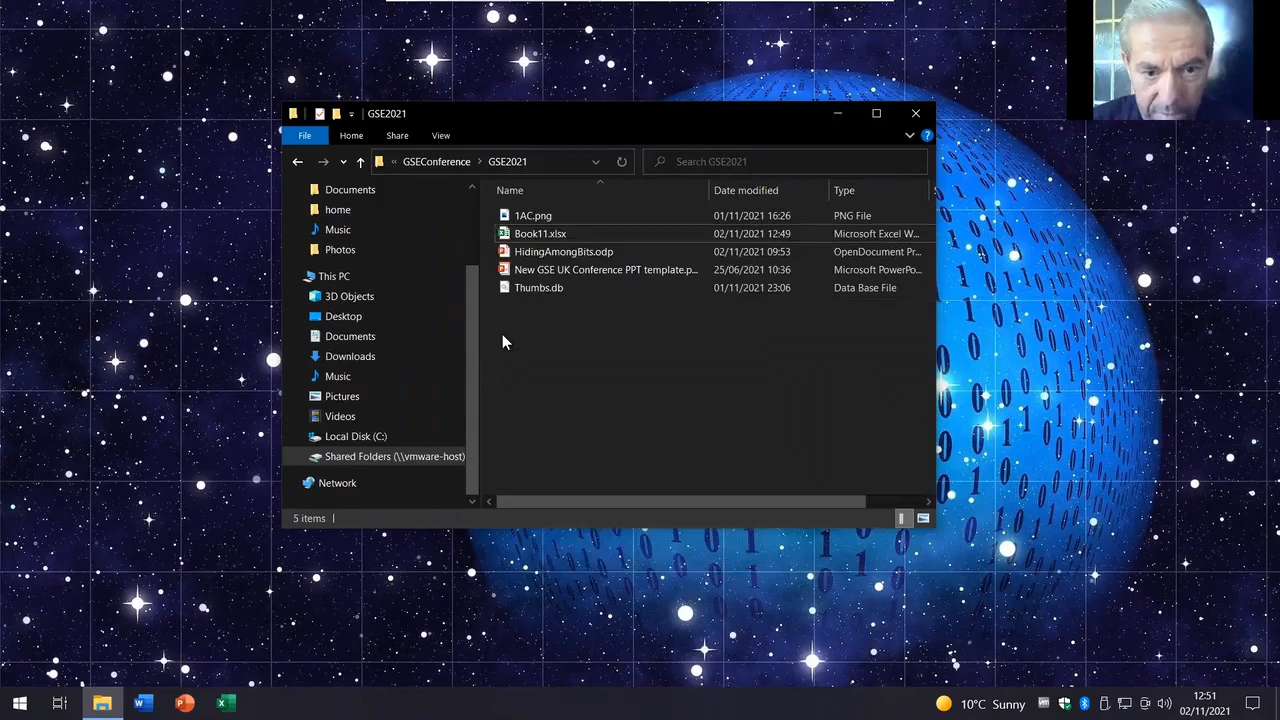 GSE2021
File Home Share View
GSEConference GSE2021 Search GSE2021
Name Date modified Type
1AC.png 01/11/2021 16:26 PNG File
Book11.xlsx 02/11/2021 12:49 Microsoft Excel W...
HidingAmongBits.odp 02/11/2021 09:53 OpenDocument Pr...
New GSE UK Conference PPT template.p... 25/06/2021 10:36 Microsoft PowerPo...
Thumbs.db 01/11/2021 23:06 Data Base File
Documents
home
Music
Photos
This PC
3D Objects
Desktop
Documents
Downloads
Music
Pictures
Videos
Local Disk (C:)
Shared Folders (\\vmware-host)
Network
5 items
10°C Sunny
12:51
02/11/2021